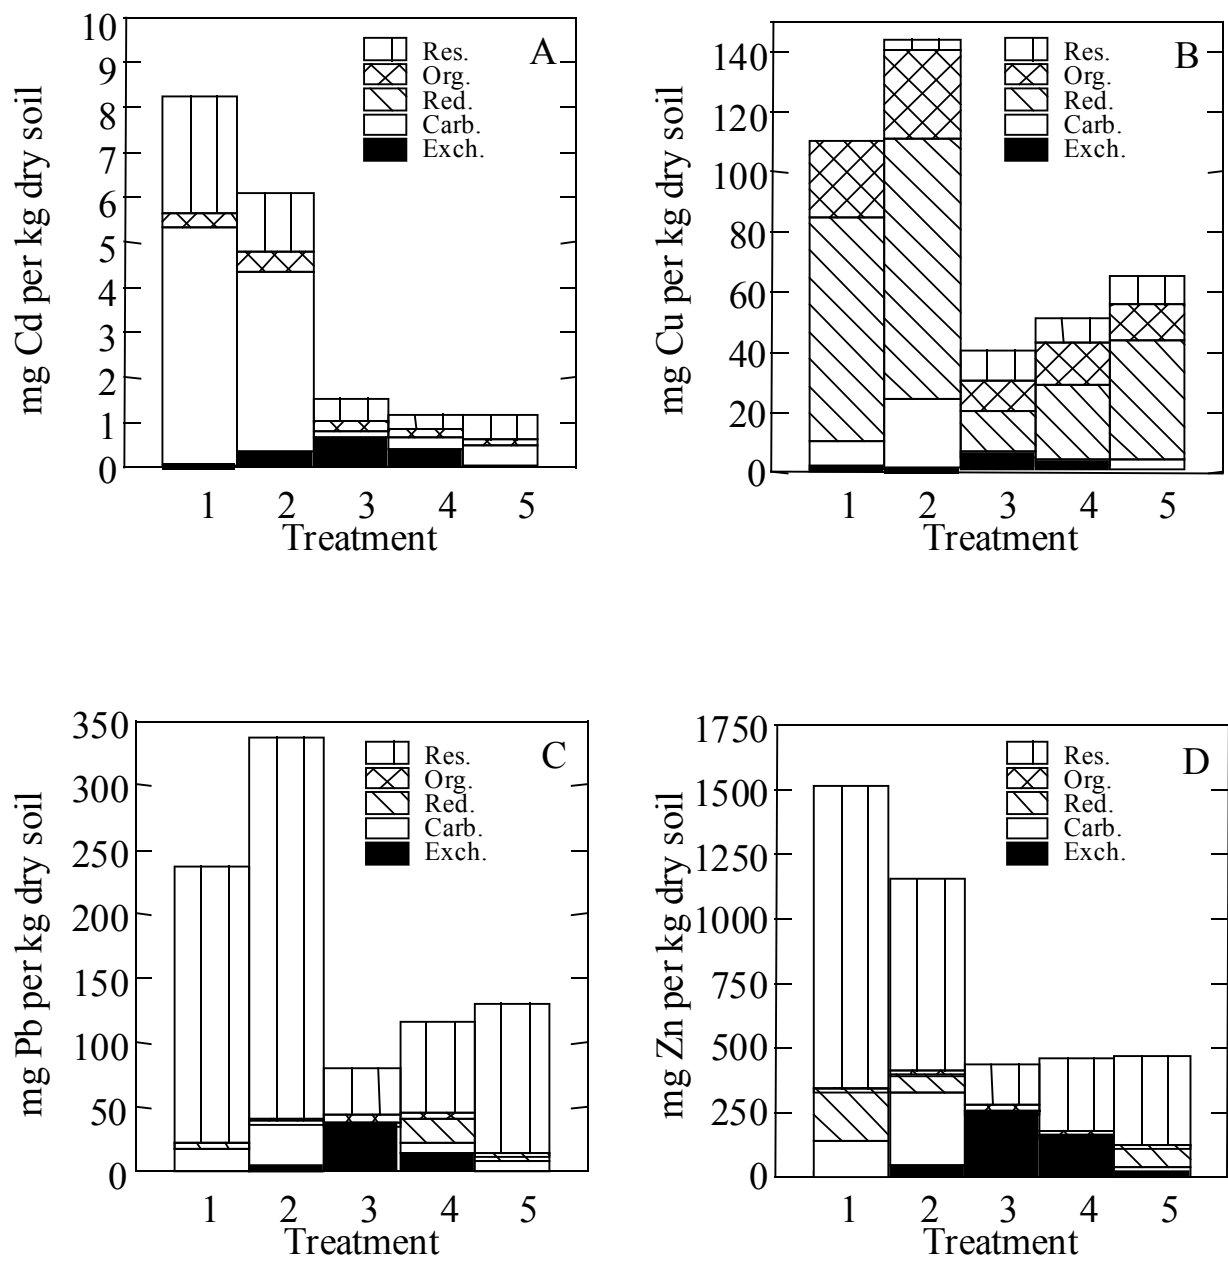 A
mg Cd per kg dry soil
10
9
8
7
6
5
4
3
2
1
0
Res.
Org.
Red.
Carb.
Exch.
1 2 3 4 5
Treatment
B
mg Cu per kg dry soil
140
120
100
80
60
40
20
0
Res.
Org.
Red.
Carb.
Exch.
1 2 3 4 5
Treatment
C
mg Pb per kg dry soil
350
300
250
200
150
100
50
0
Res.
Org.
Red.
Carb.
Exch.
1 2 3 4 5
Treatment
D
mg Zn per kg dry soil
1750
1500
1250
1000
750
500
250
0
Res.
Org.
Red.
Carb.
Exch.
1 2 3 4 5
Treatment